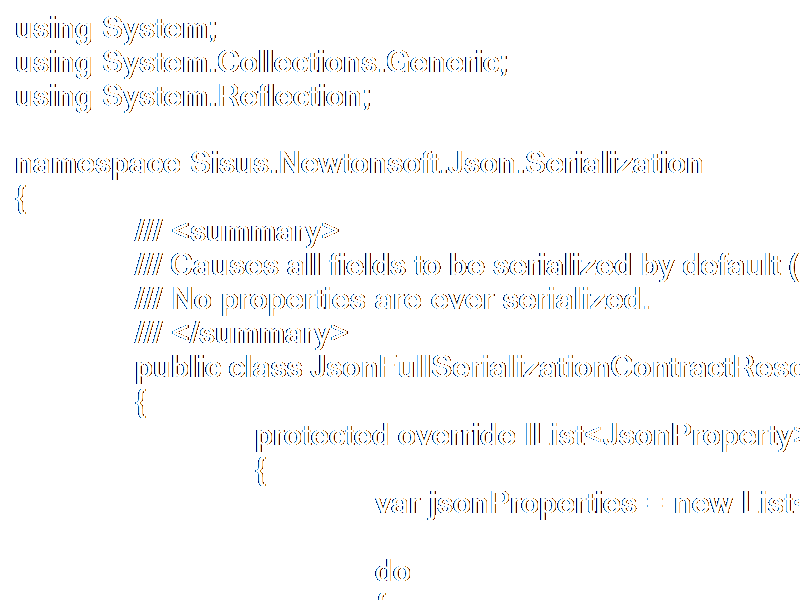 using System;
using System.Collections.Generic;
using System.Reflection;
namespace Sisus.Newtonsoft.Json.Serialization
{
/// <summary>
/// Causes all fields to be serialized by default (
/// No properties are ever serialized.
/// </summary>
public class JsonFullSerializationContractReso
{
protected override IList<JsonProperty>
{
var jsonProperties = new List<
do
{